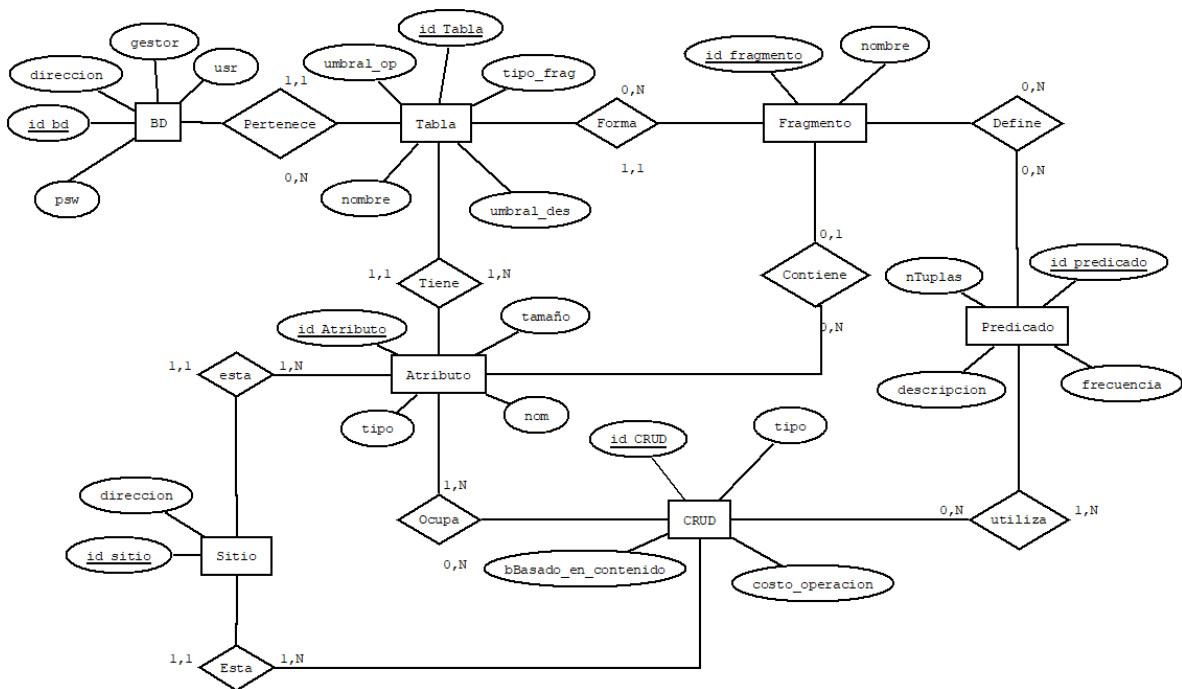 gestor
id Tabla
nombre
direccion
usr
umbral_op
tipo_frag
id fragmento
1,1
0,N
0,N
id bd
BD
Pertenece
Tabla
Forma
Fragmento
Define
0,N
1,1
0,N
psw
nombre
umbral_des
0,1
1,1
Tiene
1,N
Contiene
nTuplas
id predicado
id Atributo
tamaño
0,N
Predicado
1,1
esta
1,N
Atributo
descripcion
frecuencia
tipo
nom
id CRUD
tipo
direccion
1,N
Ocupa
CRUD
0,N
utiliza
1,N
id sitio
Sitio
0,N
bBasado_en_contenido
costo_operacion
1,1
Esta
1,N